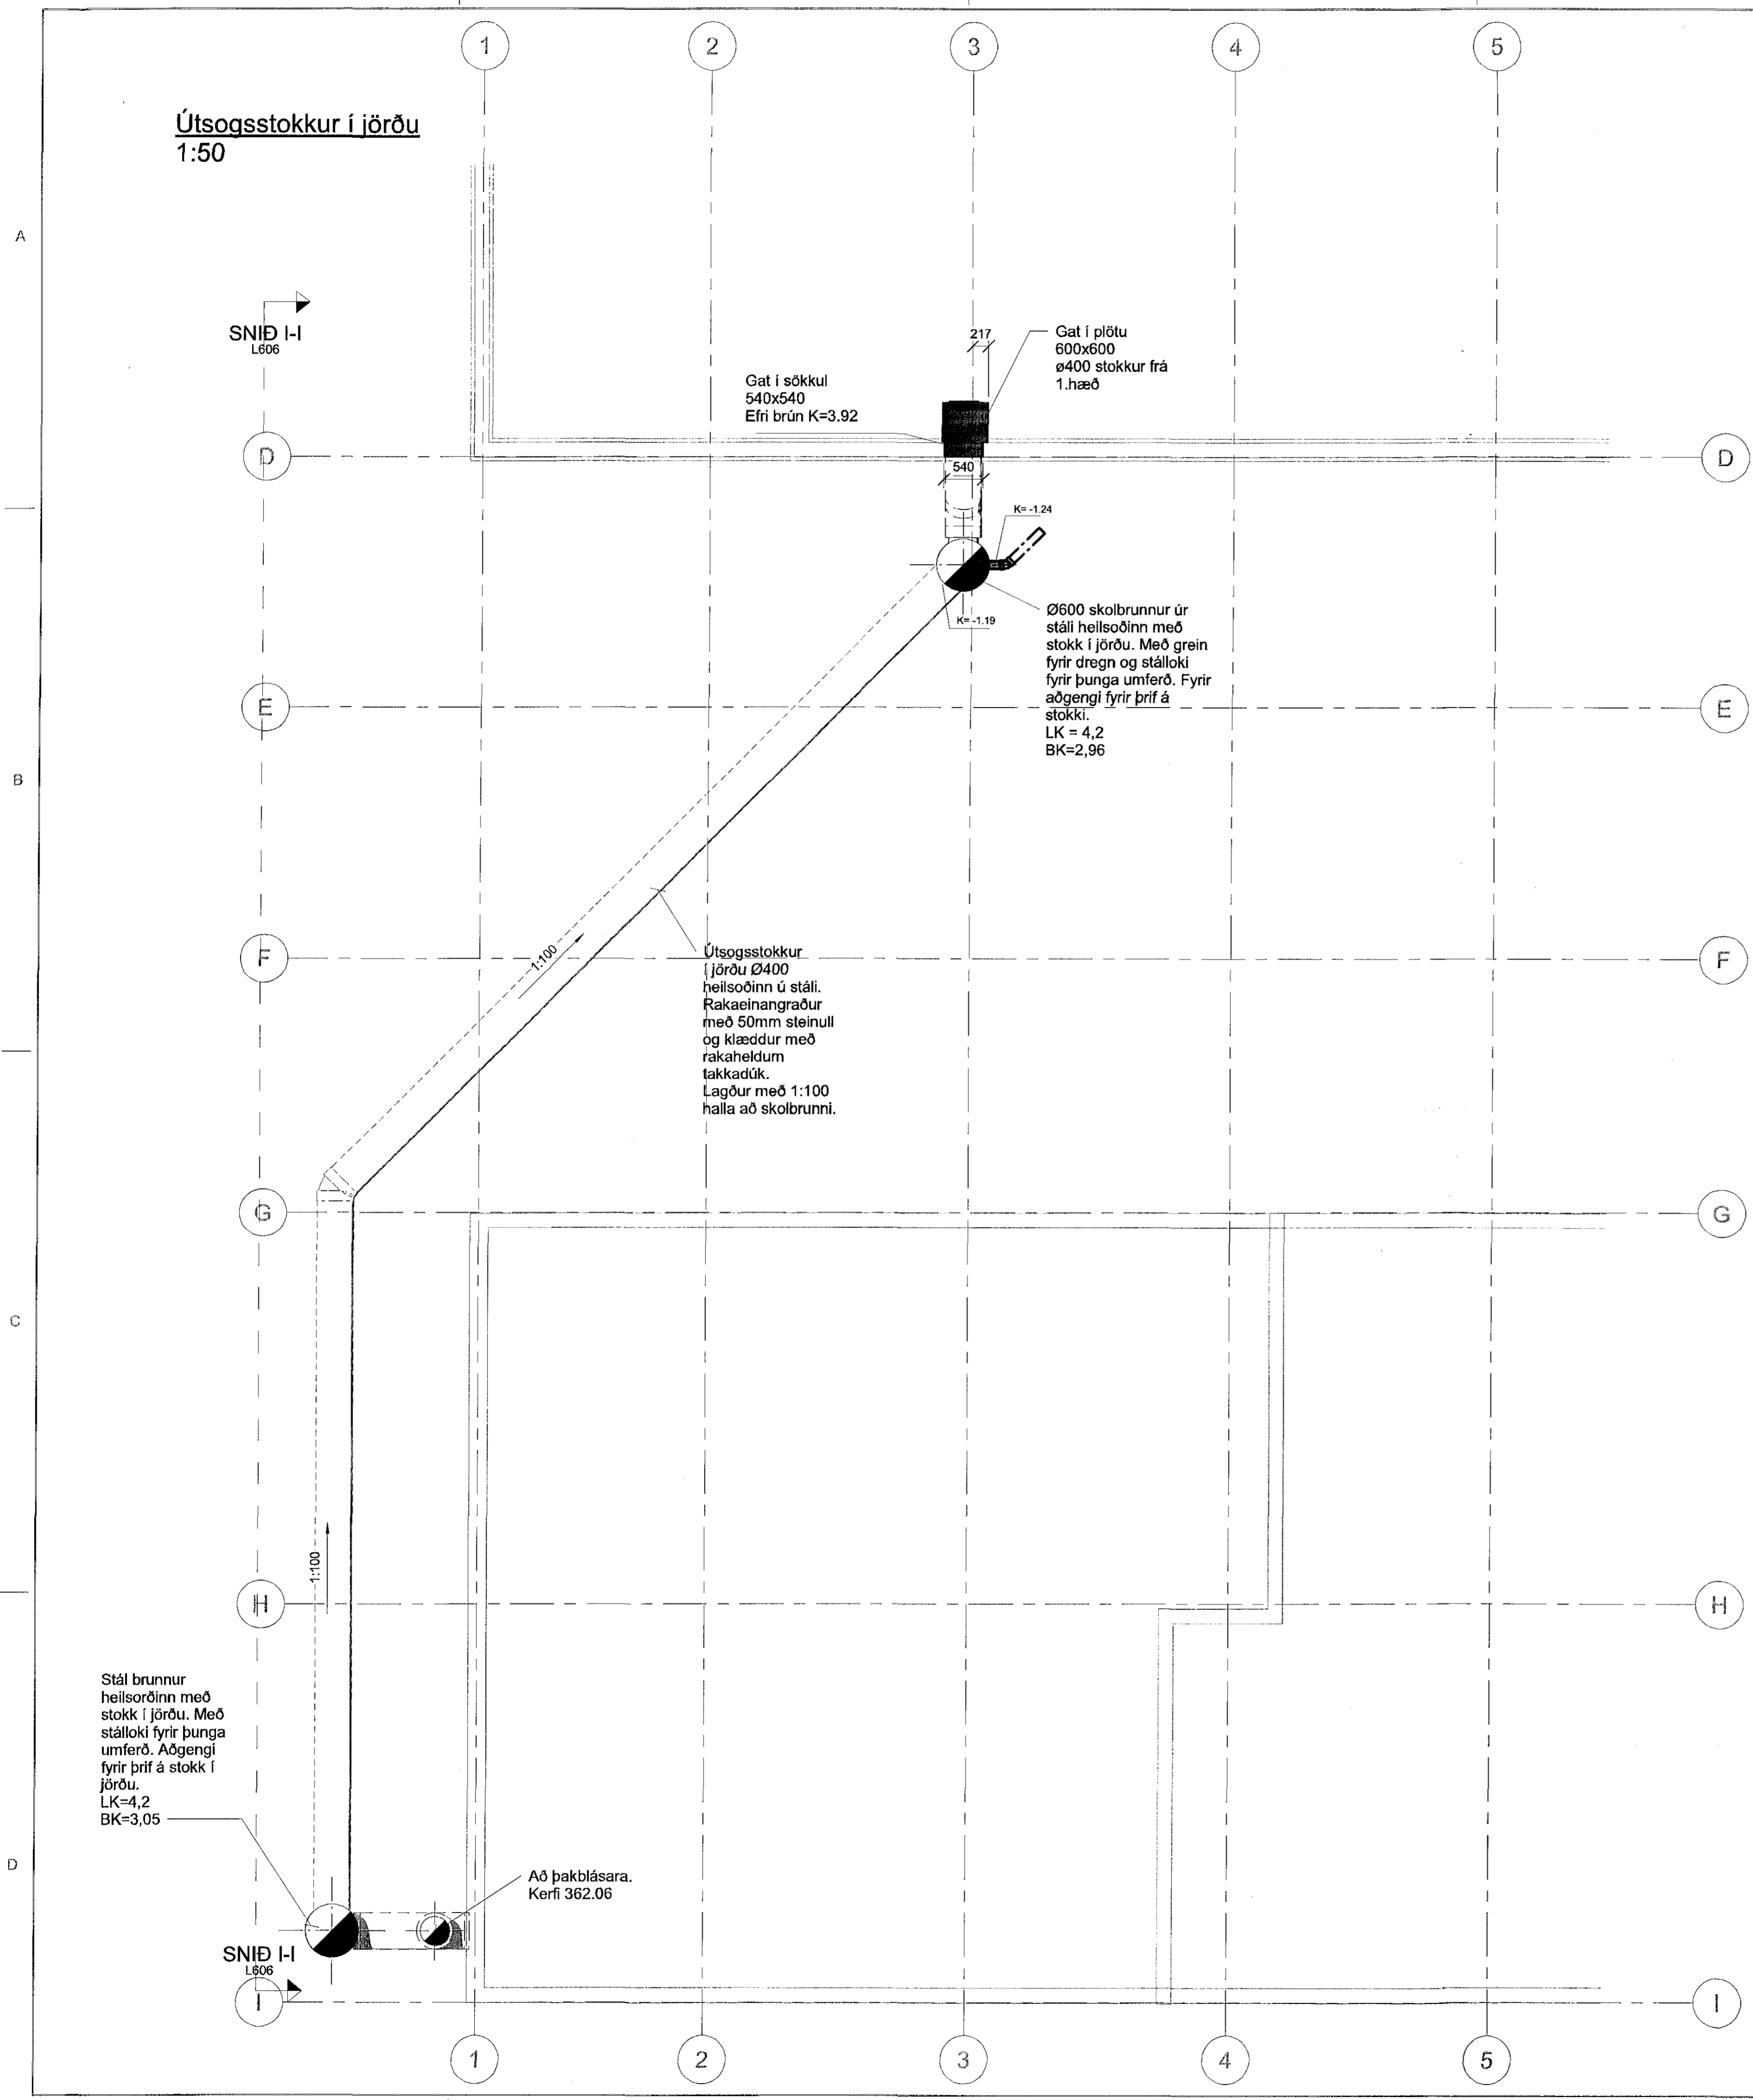 1
2
3
4
5
Útsogsstokkur í jörðu
1:50
A
SNIÐ I-I
L606
217
Gat í plötu
600x600
ø400 stokkur frá
1.hæð
Gat í sökkul
540x540
Efri brún K=3.92
D
D
540
K= -1.24
K= -1.19
Ø600 skolbrunnur úr
stáli heilsoðinn með
stokk í jörðu. Með grein
fyrir dregn og stálloki
fyrir þunga umferð. Fyrir
aðgengi fyrir þrif á
stokki.
LK = 4,2
BK=2,96
E
E
B
1:100
F
F
Útsogsstokkur
í jörðu Ø400
heilsoðinn ú stáli.
Rakaeinangraður
með 50mm steinull
og klæddur með
rakaheldum
takkadúk.
Lagður með 1:100
halla að skolbrunni.
G
G
C
1:100
H
H
Stál brunnur
heilsorðinn með
stokk í jörðu. Með
stálloki fyrir þunga
umferð. Aðgengi
fyrir þrif á stokk í
jörðu.
LK=4,2
BK=3,05
D
Að þakblásara.
Kerfi 362.06
SNIÐ I-I
L606
I
I
1
2
3
4
5